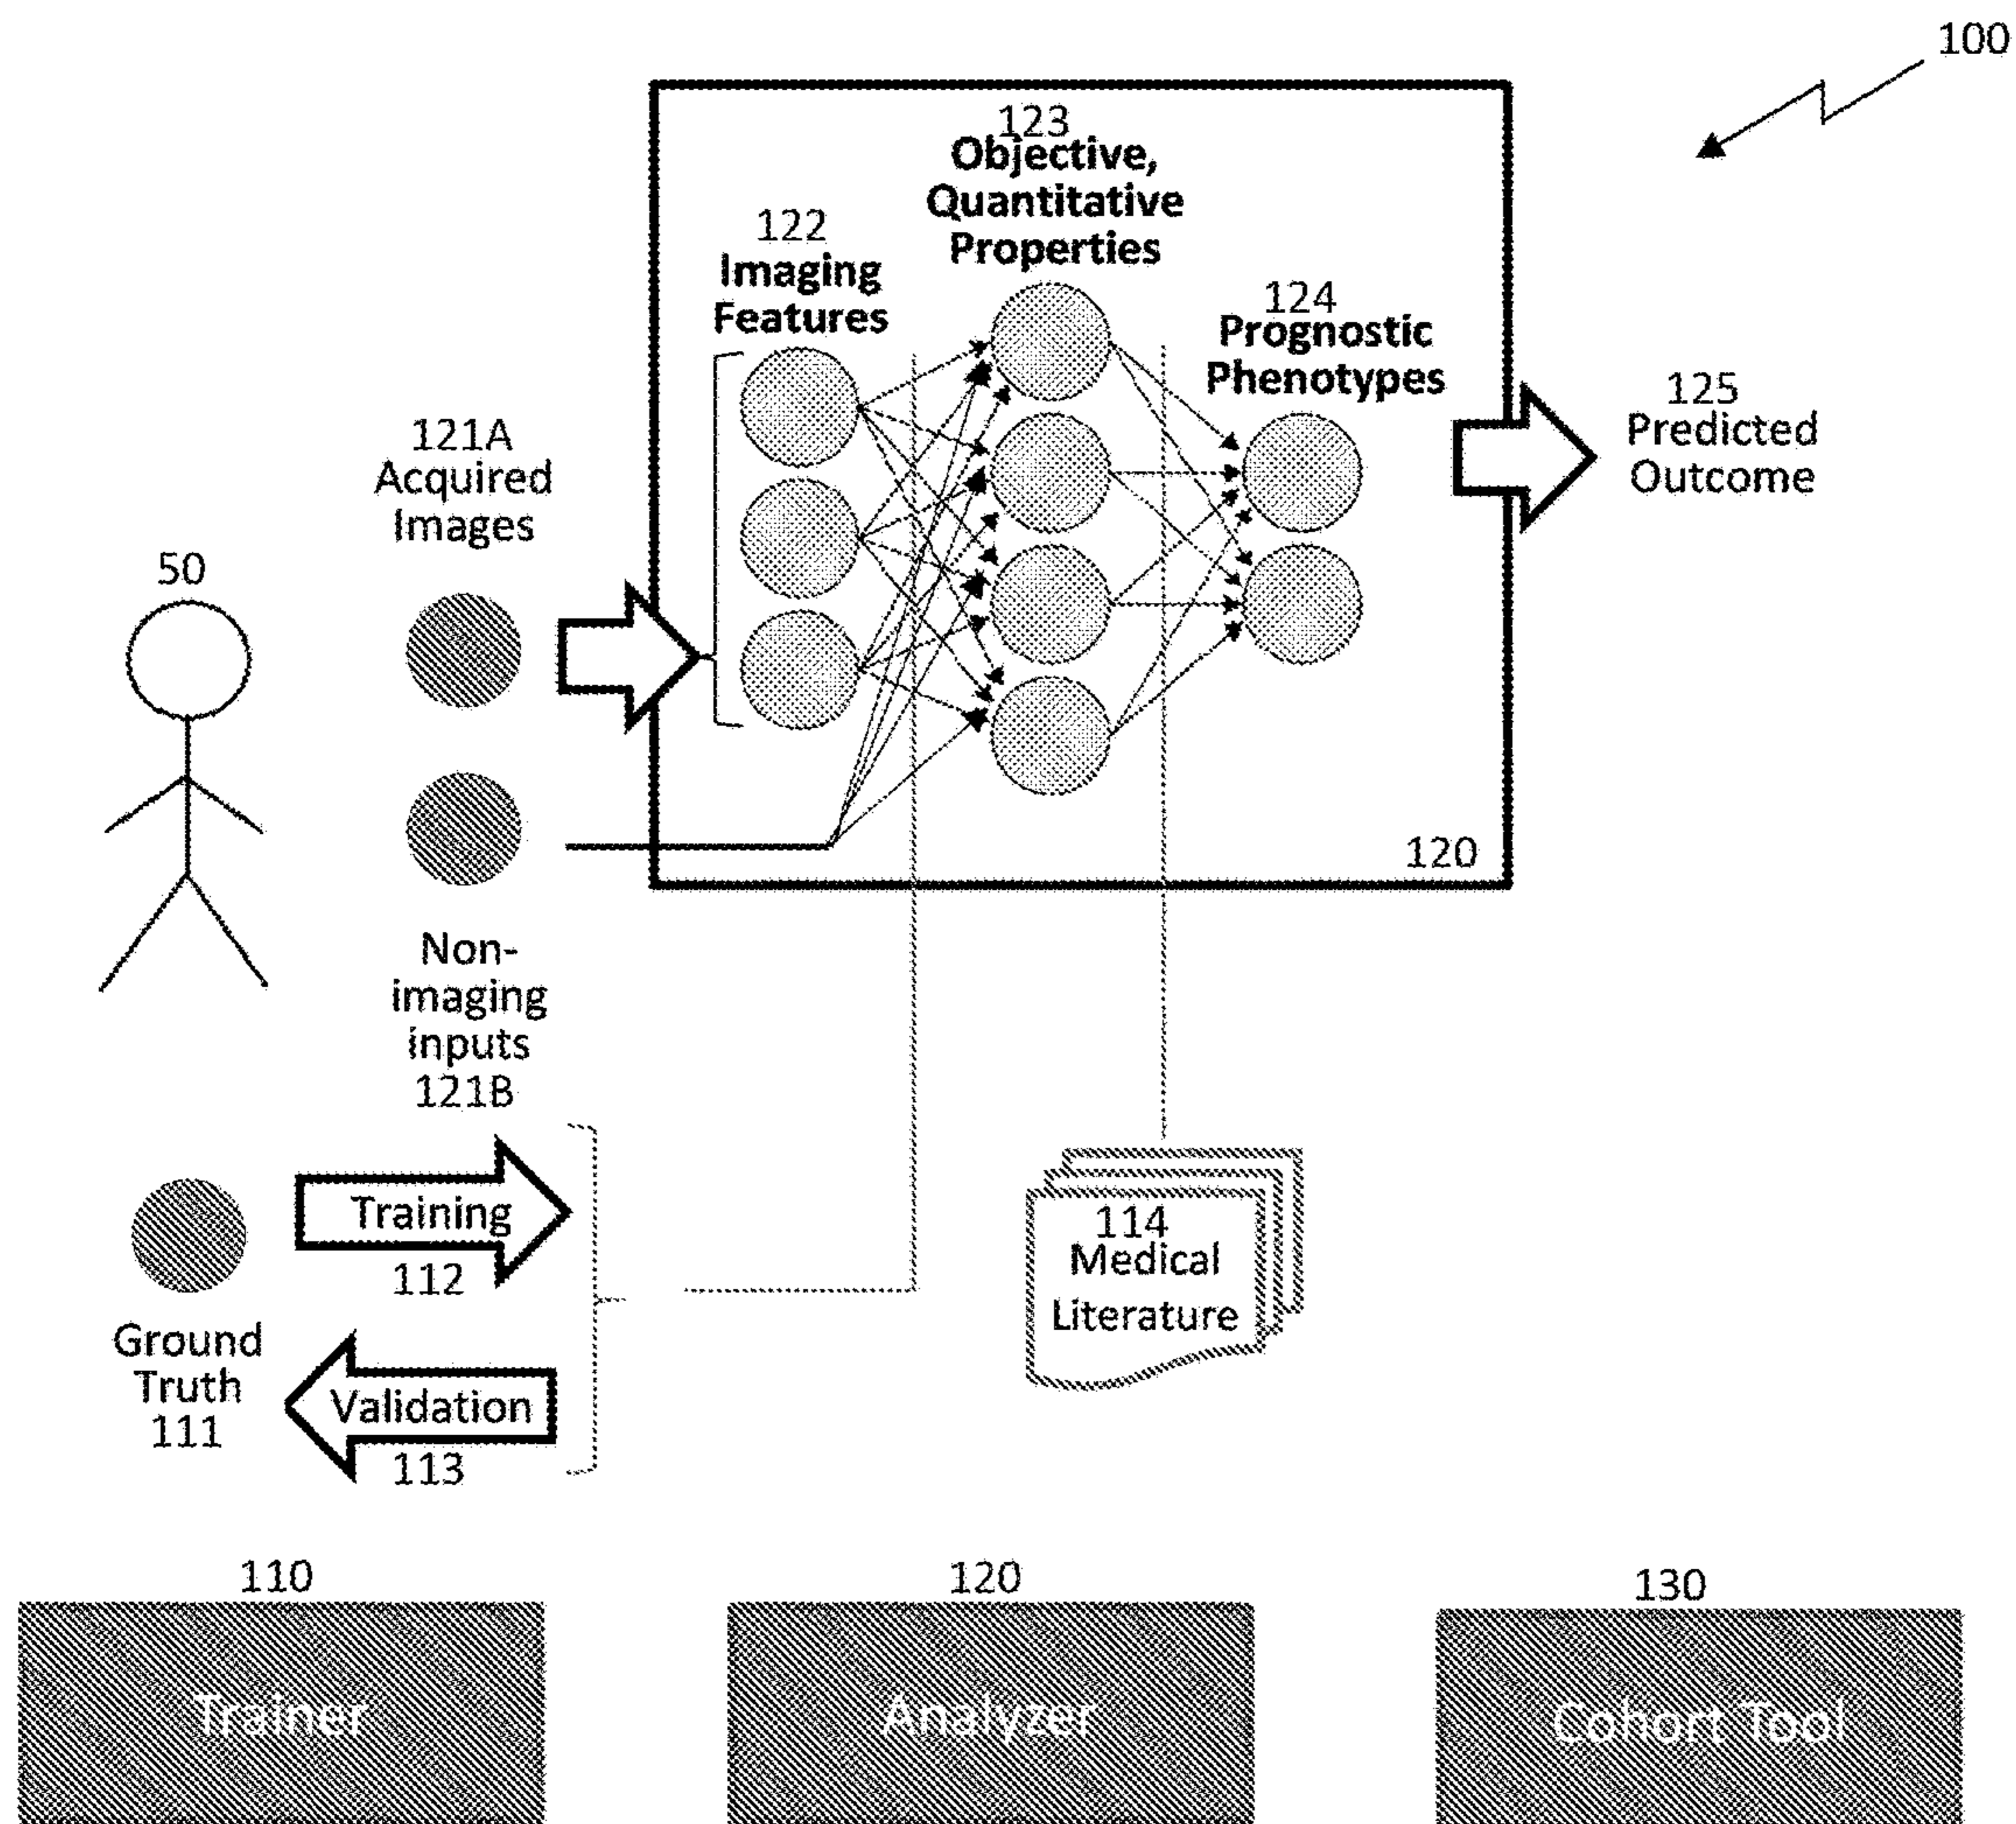 100
123
Objective,
Quantitative
Properties
122
Imaging
Features
124
Prognostic
Phenotypes
125
Predicted
Outcome
121A
Acquired
Images
50
120
Non-
imaging
inputs
121B
Training
112
Ground
Truth
111
Validation
113
114
Medical
Literature
110
Trainer
120
Analyzer
130
Cohort Tool